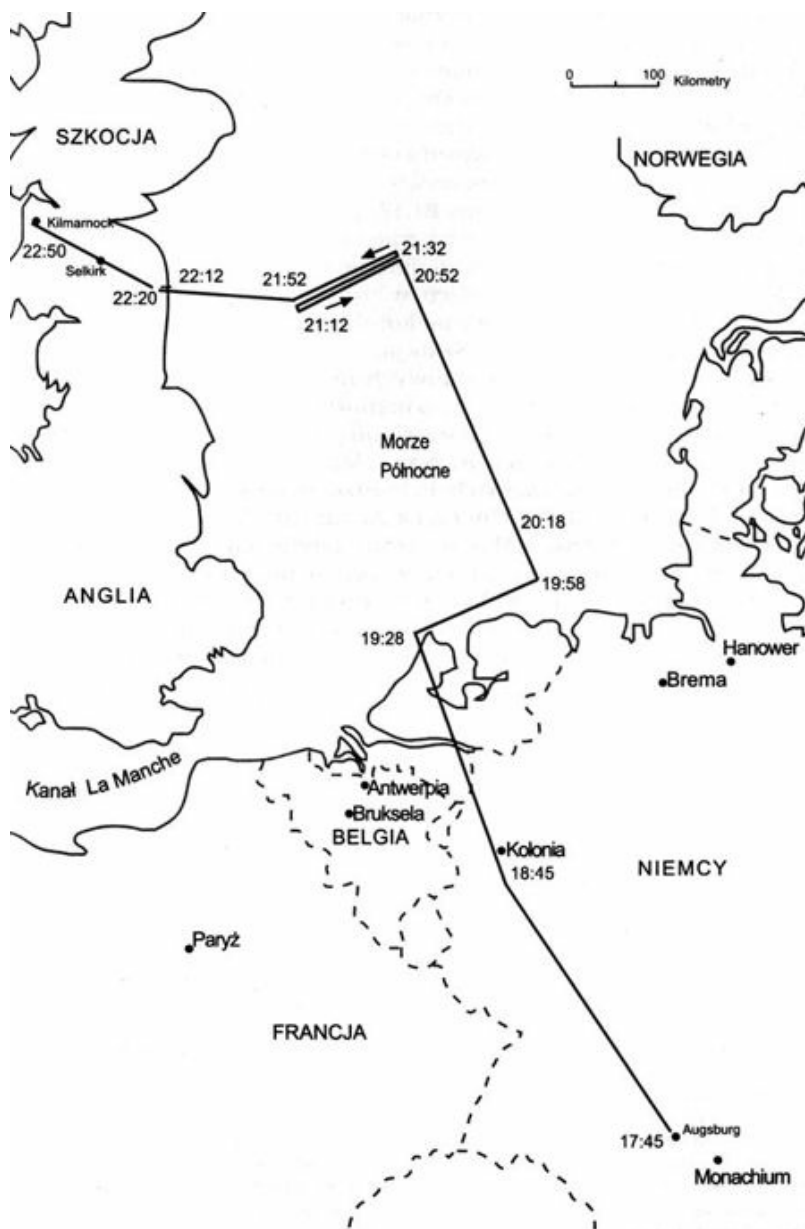 0 100 Kilometry
SZKOCJA
NORWEGIA
Kilmarnock
22:50
Selkirk
22:20
22:12
21:52
21:32
20:52
21:12
Morze
Północne
20:18
19:58
ANGLIA
19:28
Hanower
Brema
Kanał La Manche
Antwerpia
Bruksela
BELGIA
Kolonia
18:45
NIEMCY
Paryż
FRANCJA
Augsburg
17:45
Monachium